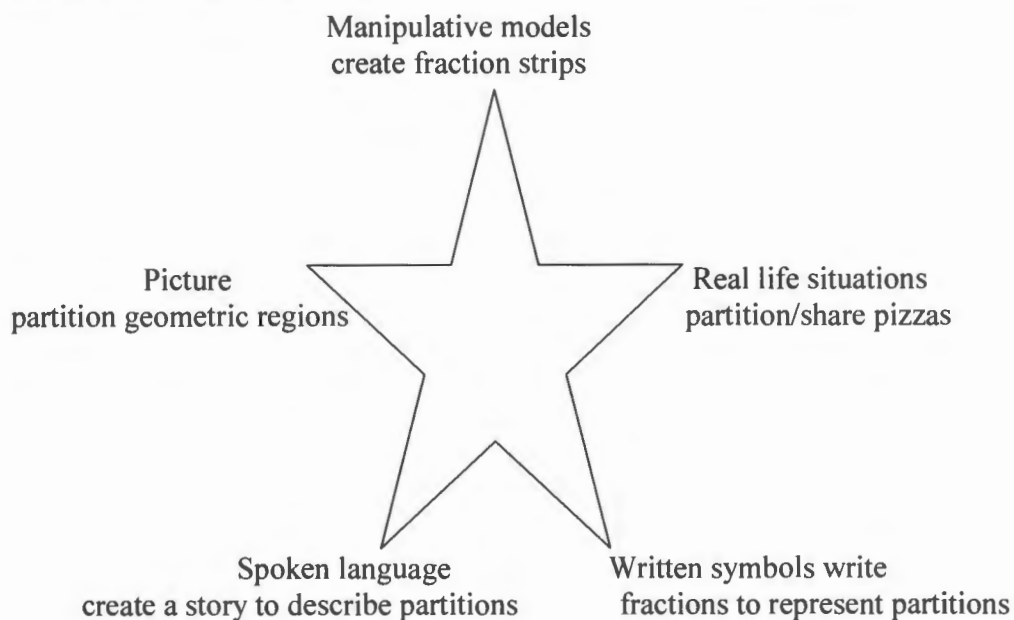 Manipulative models
create fraction strips
Picture
partition geometric regions
Real life situations
partition/share pizzas
Spoken language
create a story to describe partitions
Written symbols write
fractions to represent partitions